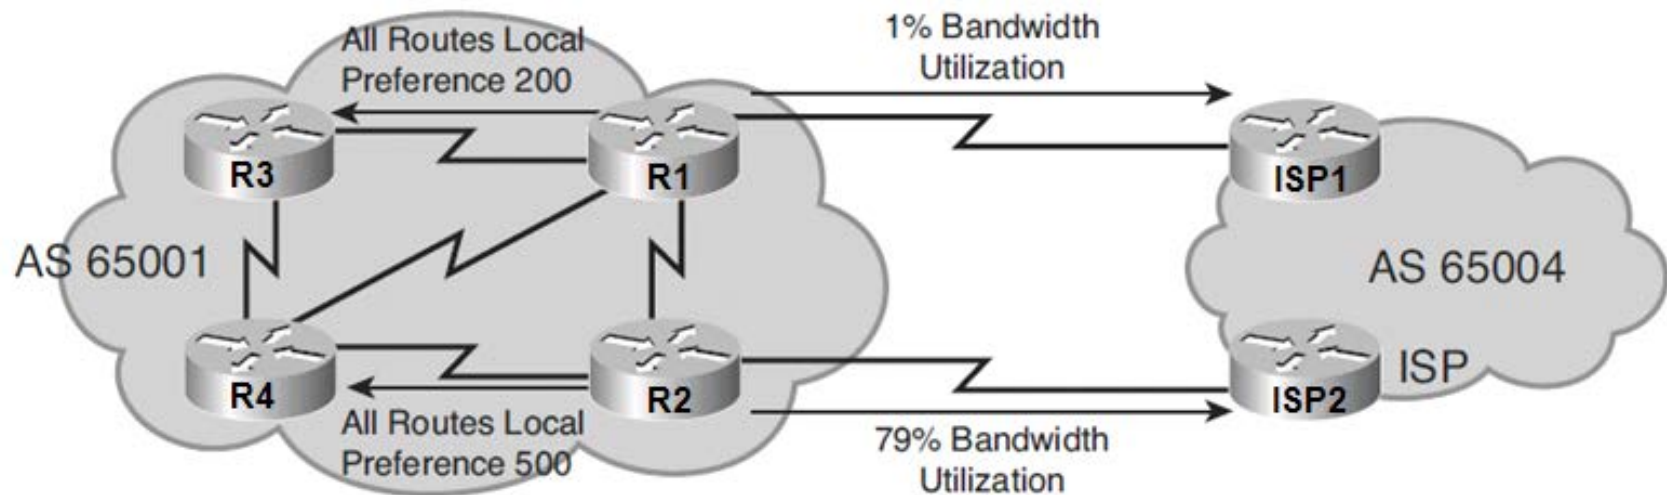 All Routes Local
Preference 200
1% Bandwidth
Utilization
R3
R1
ISP1
AS 65001
AS 65004
R4
R2
ISP2
ISP
All Routes Local
Preference 500
79% Bandwidth
Utilization